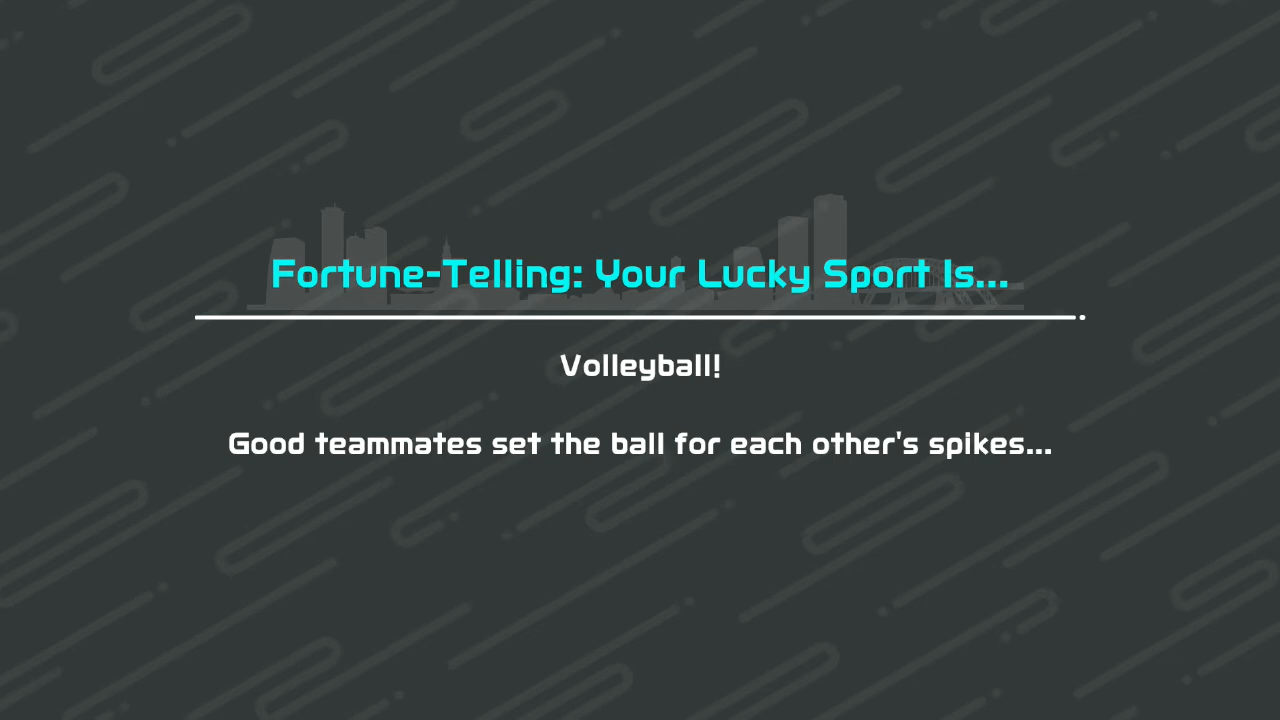 Fortune-Telling: Your Lucky Sport Is...
Volleyball!
Good teammates set the ball for each other's spikes...